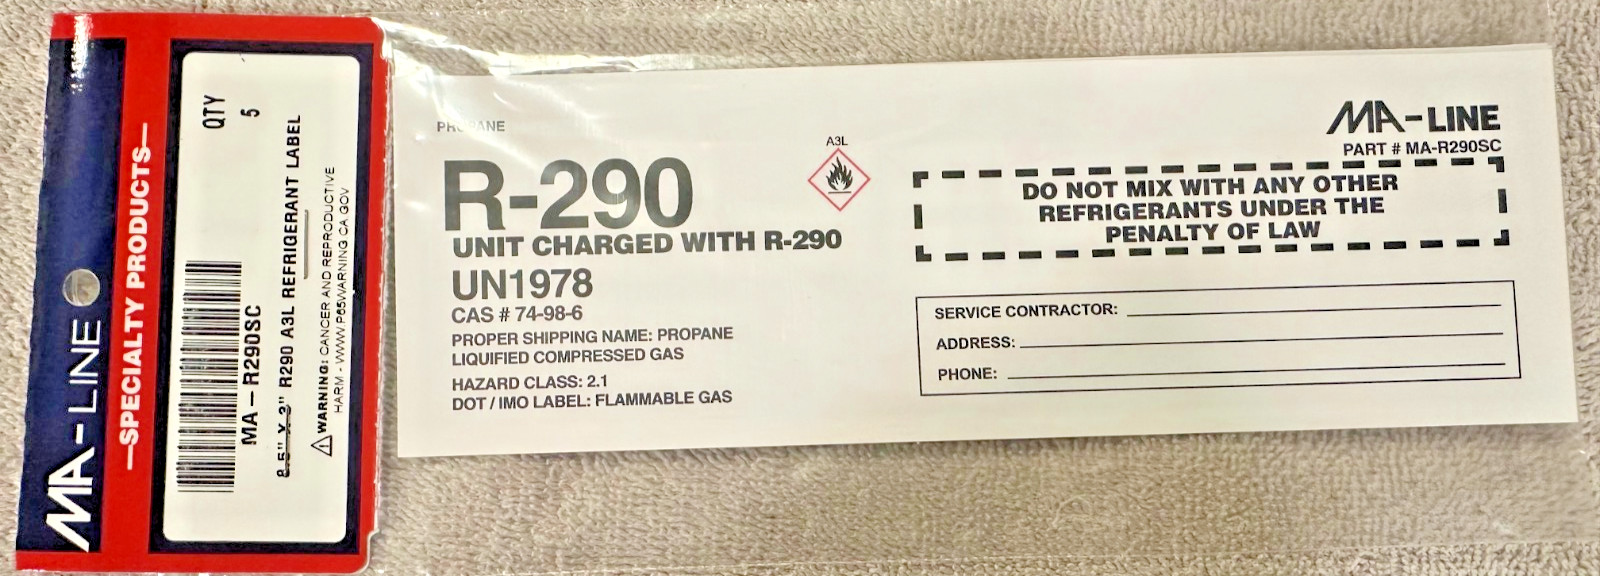 MA-LINE
—SPECIALTY PRODUCTS—
QTY
5
MA-R290SC
8.5" X 3" R290 A3L REFRIGERANT LABEL
⚠WARNING: CANCER AND REPRODUCTIVE
HARM - WWW.P65WARNING.CA.GOV
PROPANE
R-290
UNIT CHARGED WITH R-290
UN1978
CAS # 74-98-6
PROPER SHIPPING NAME: PROPANE
LIQUIFIED COMPRESSED GAS
HAZARD CLASS: 2.1
DOT / IMO LABEL: FLAMMABLE GAS
A3L
MA-LINE
PART # MA-R290SC
DO NOT MIX WITH ANY OTHER
REFRIGERANTS UNDER THE
PENALTY OF LAW
SERVICE CONTRACTOR:
ADDRESS:
PHONE: